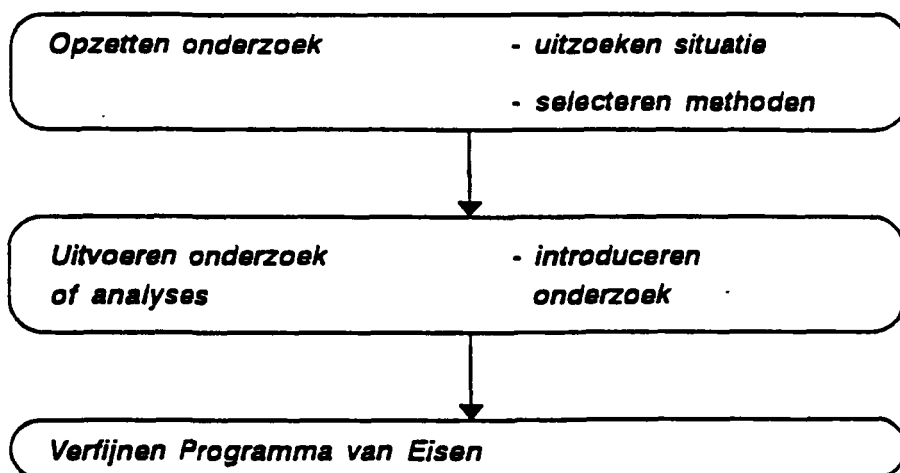 Opzetten onderzoek - uitzoeken situatie
- selecteren methoden
Uitvoeren onderzoek - introduceren
of analyses onderzoek
Verfijnen Programma van Eisen